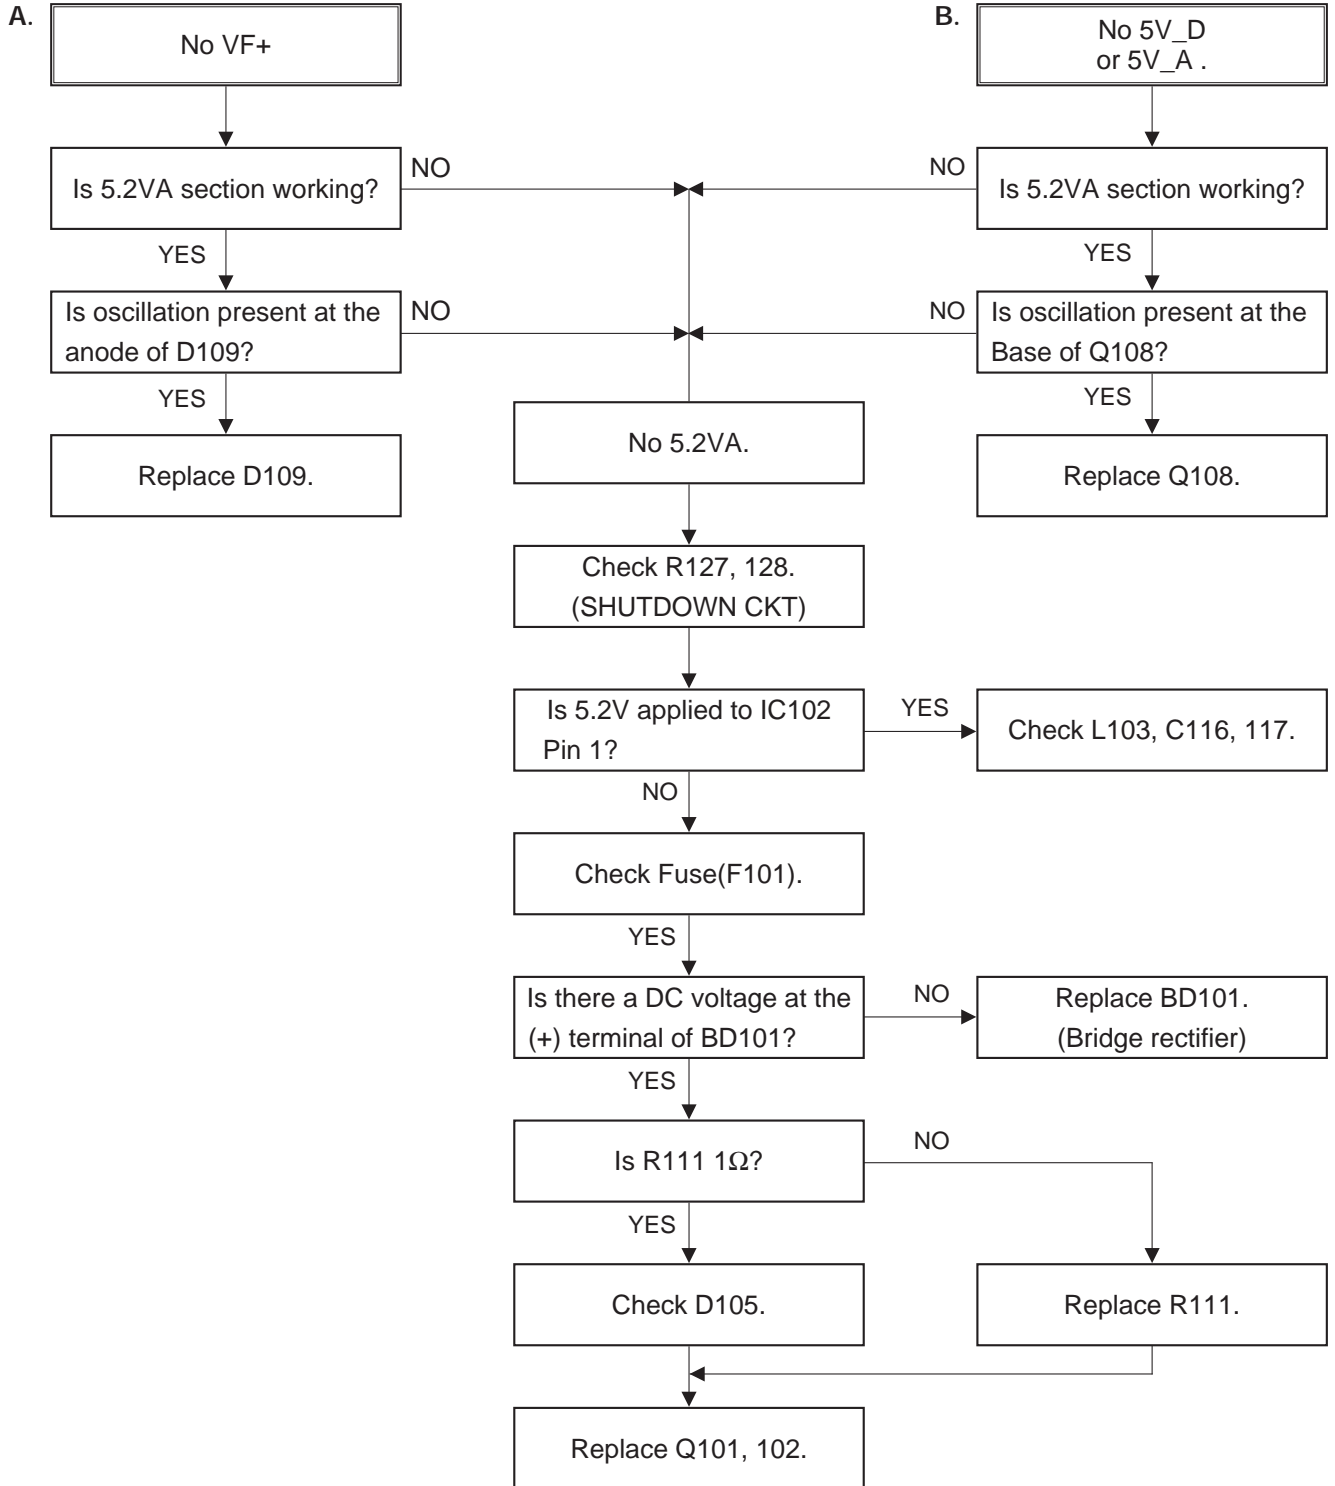 A.
No VF+
B.
No 5V_D
or 5V_A .
Is 5.2VA section working?
NO
NO
Is 5.2VA section working?
YES
YES
Is oscillation present at the
anode of D109?
NO
NO
Is oscillation present at the
Base of Q108?
YES
YES
Replace D109.
No 5.2VA.
Replace Q108.
Check R127, 128.
(SHUTDOWN CKT)
Is 5.2V applied to IC102
Pin 1?
YES
Check L103, C116, 117.
NO
Check Fuse(F101).
YES
Is there a DC voltage at the
(+) terminal of BD101?
NO
Replace BD101.
(Bridge rectifier)
YES
Is R111 1Ω?
NO
YES
Check D105.
Replace R111.
Replace Q101, 102.